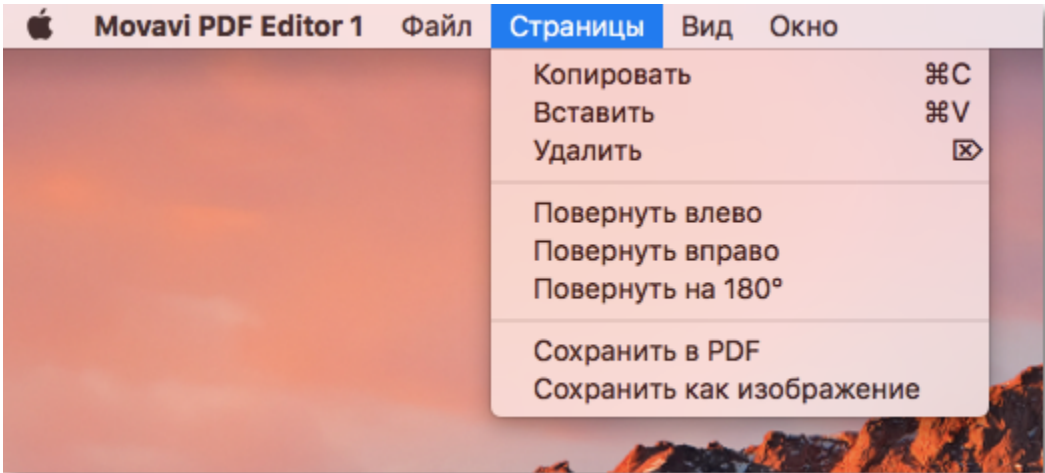 Movavi PDF Editor 1 Файл Страницы Вид Окно
Копировать ⌘C
Вставить ⌘V
Удалить ⌦
Повернуть влево
Повернуть вправо
Повернуть на 180°
Сохранить в PDF
Сохранить как изображение